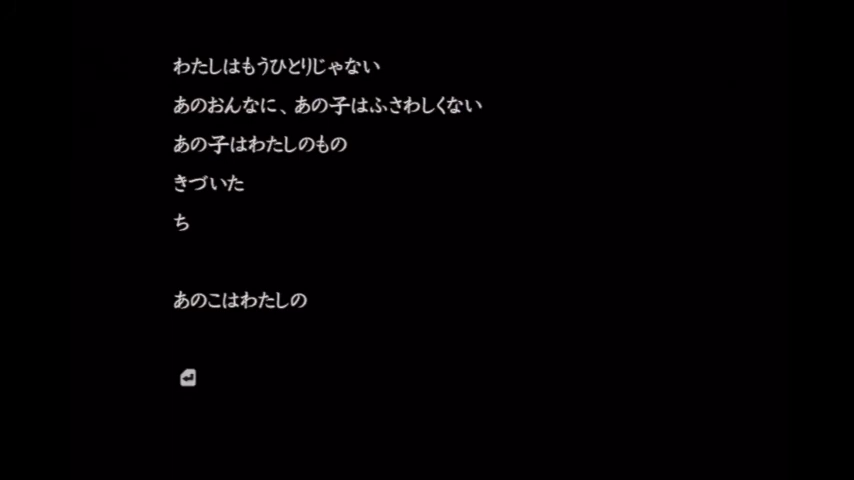 わたしはもうひとりじゃない
あのおんなに、あの子はふさわしくない
あの子はわたしのもの
きづいた
ち
あのこはわたしの